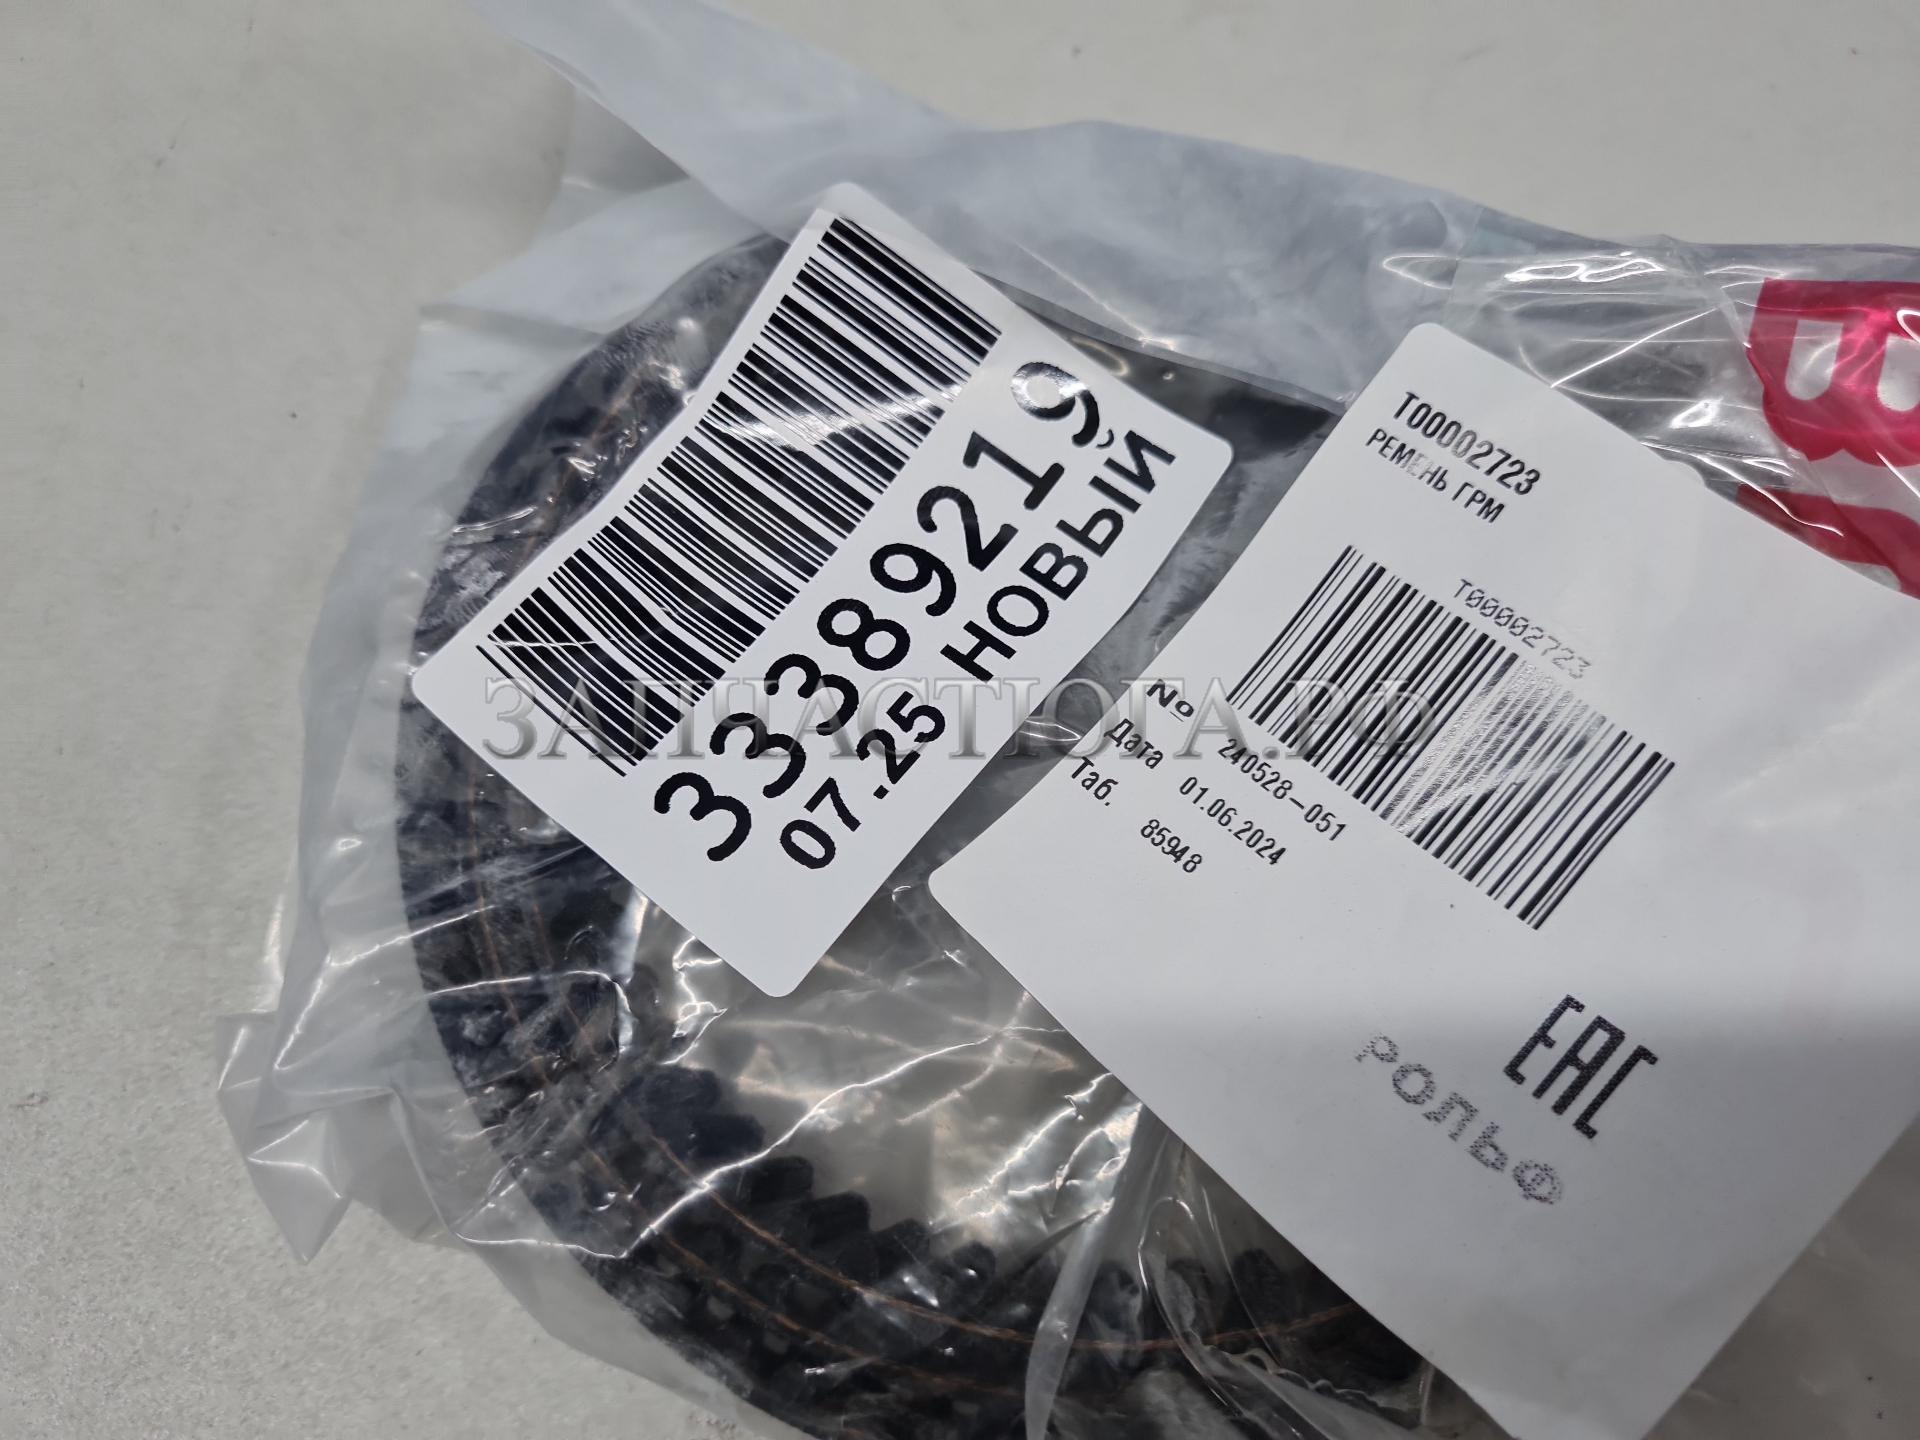 33389219
07.25 НОВЫЙ
T00002723
РЕМЕНЬ ГРМ
T00002723
№ 240528-051
Дата 01.06.2024
Таб. 85948
ЕАС
РОЛЬФ
ЗАПЧАСТЮГА.РФ